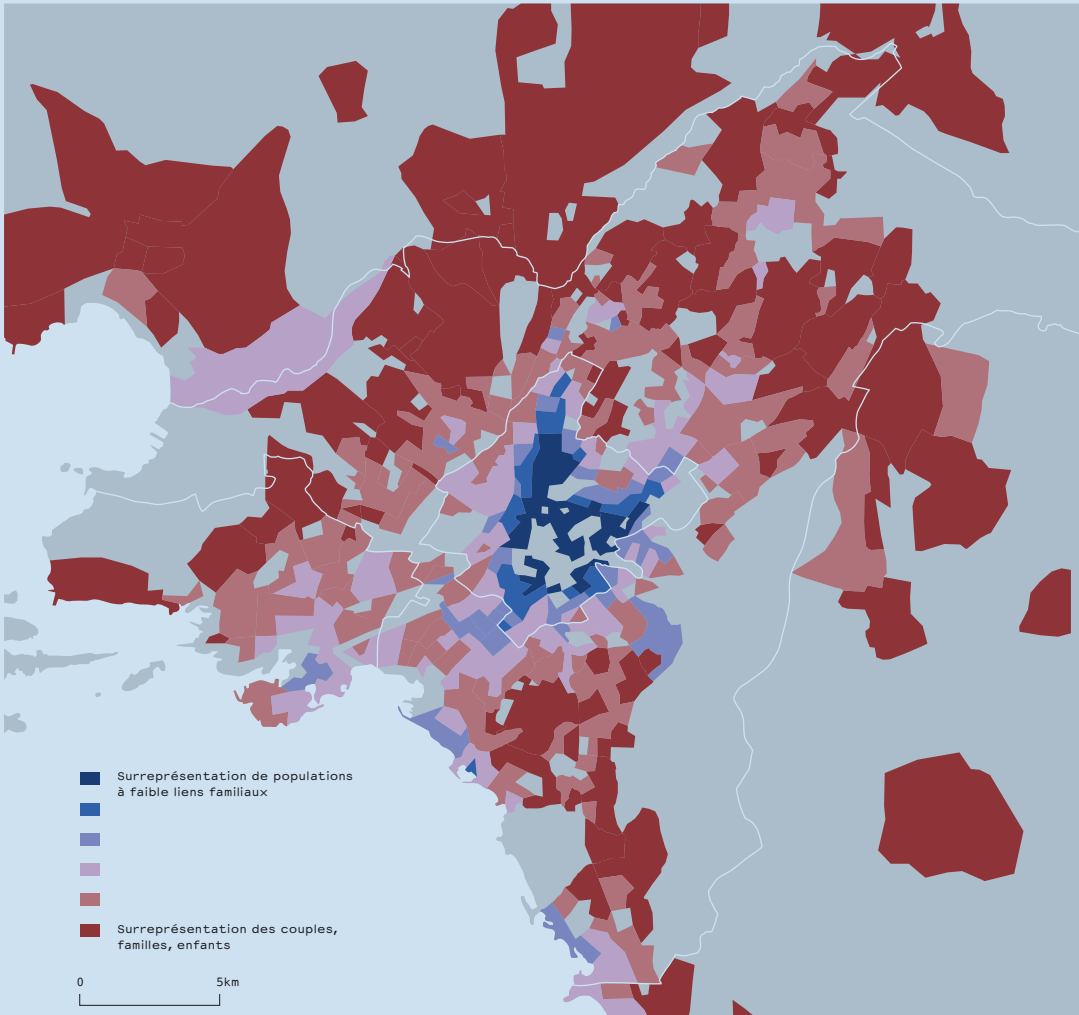 Surreprésentation de populations
à faible liens familiaux
Surreprésentation des couples,
familles, enfants
0 5km